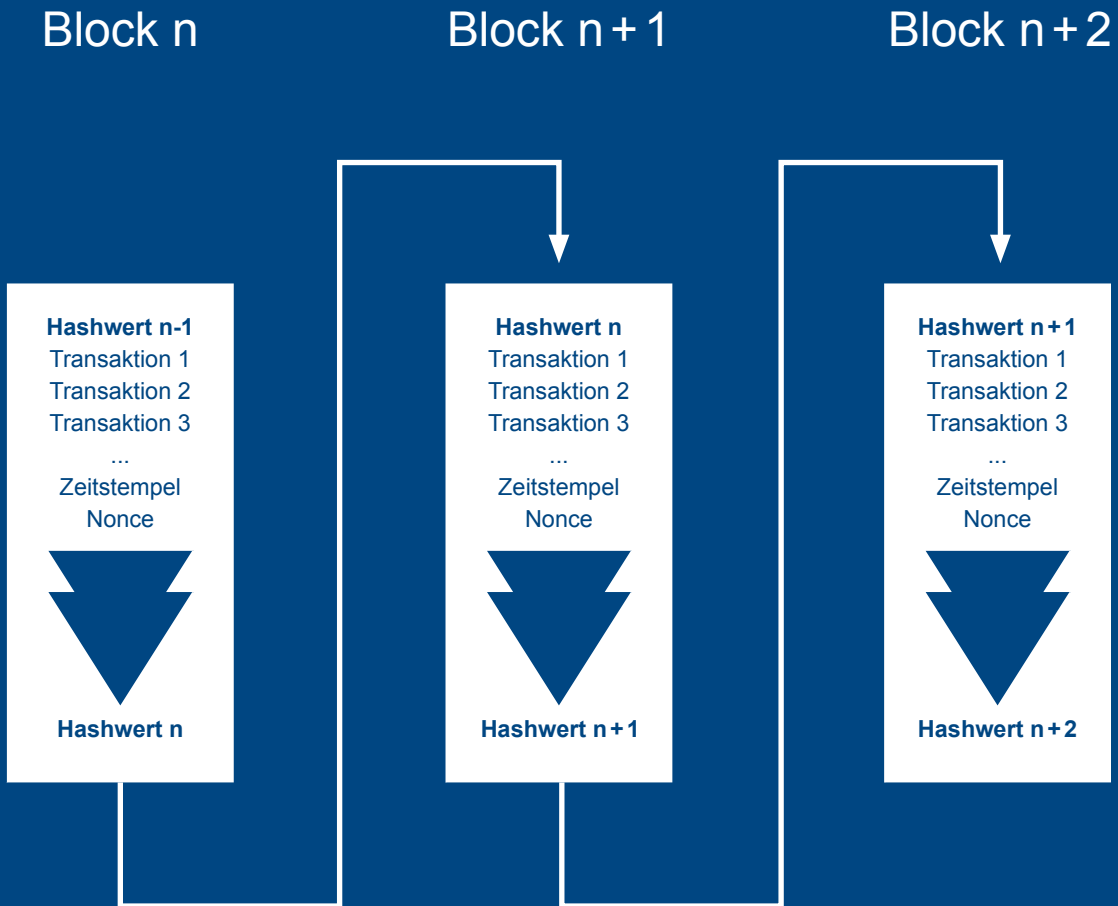 Block n
Block n + 1
Block n + 2
Hashwert n-1
Transaktion 1
Transaktion 2
Transaktion 3
...
Zeitstempel
Nonce
Hashwert n
Hashwert n
Transaktion 1
Transaktion 2
Transaktion 3
...
Zeitstempel
Nonce
Hashwert n + 1
Hashwert n + 1
Transaktion 1
Transaktion 2
Transaktion 3
...
Zeitstempel
Nonce
Hashwert n + 2